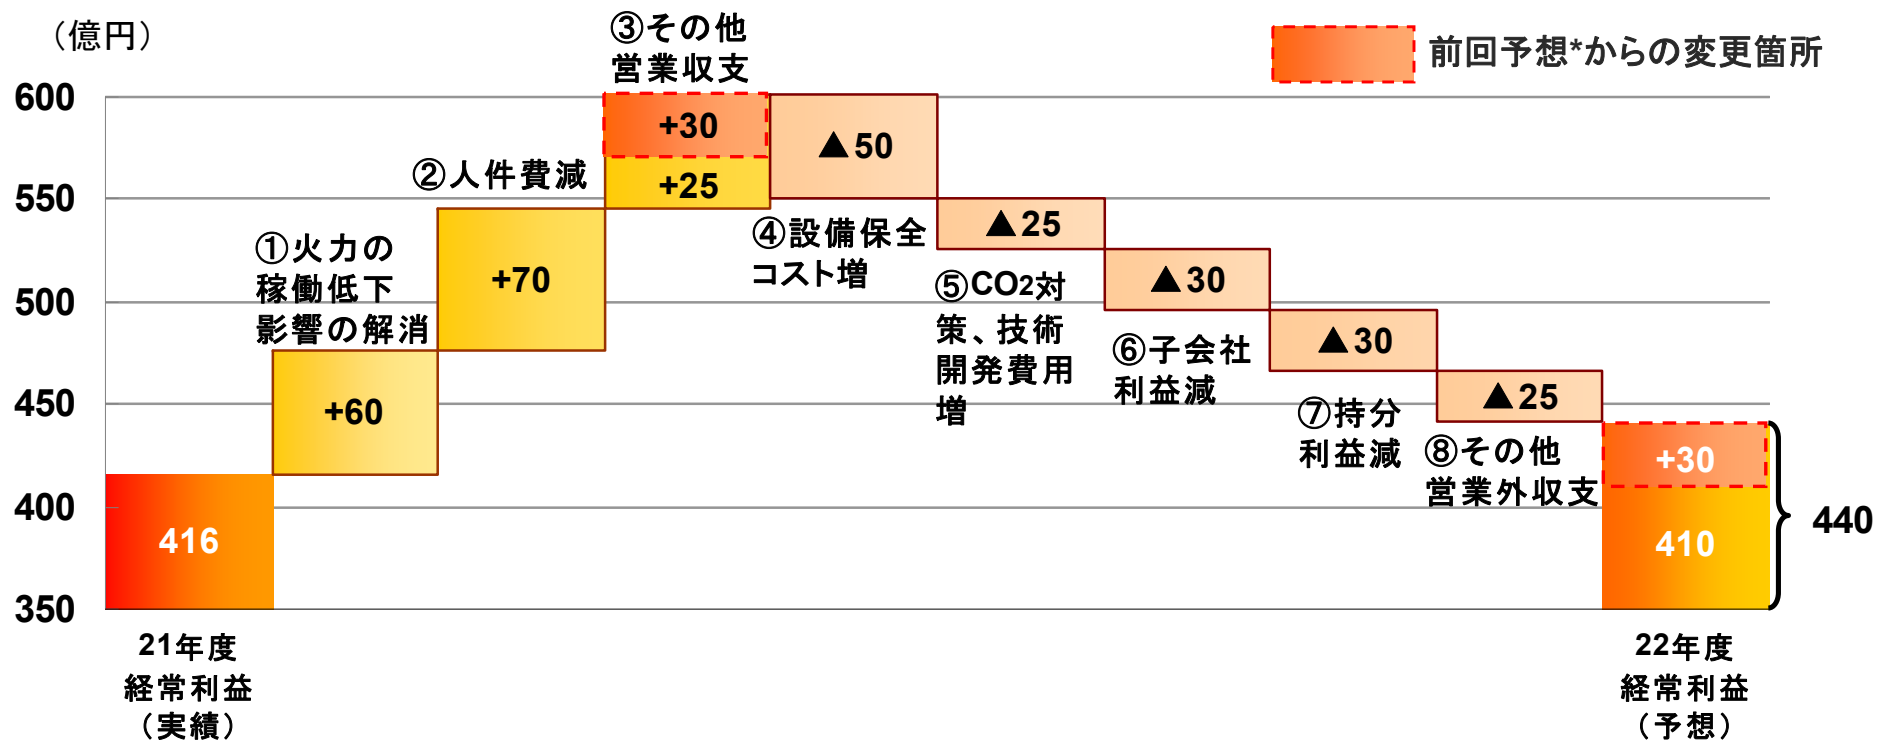 （億円）
前回予想*からの変更箇所
600
550
500
450
400
350
416
①火力の
稼働低下
影響の解消
+60
②人件費減
+70
③その他
営業収支
+30
+25
▲50
④設備保全
コスト増
▲25
⑤CO2対
策、技術
開発費用
増
▲30
⑥子会社
利益減
▲30
⑦持分
利益減
▲25
⑧その他
営業外収支
+30
410
440
21年度
経常利益
（実績）
22年度
経常利益
（予想）